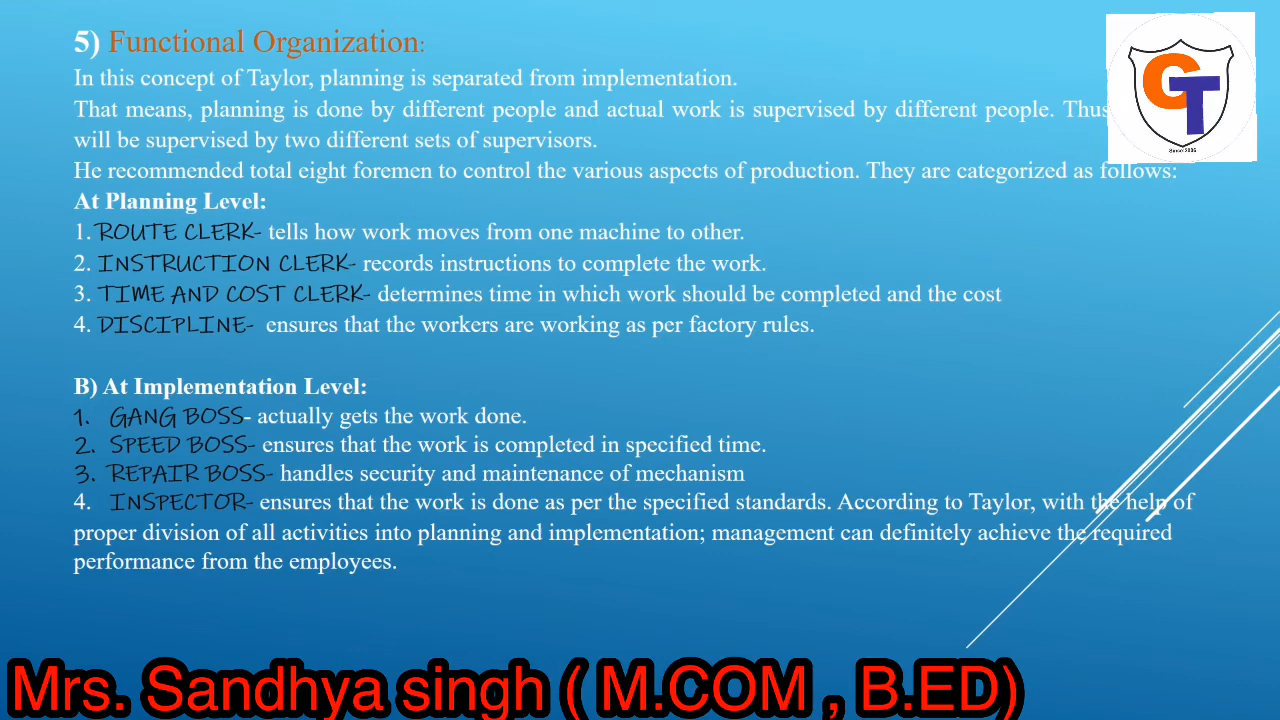 5) Functional Organization:
In this concept of Taylor, planning is separated from implementation.
That means, planning is done by different people and actual work is supervised by different people. Thus
will be supervised by two different sets of supervisors.
He recommended total eight foremen to control the various aspects of production. They are categorized as follows:
At Planning Level:
1. ROUTE CLERK- tells how work moves from one machine to other.
2. INSTRUCTION CLERK- records instructions to complete the work.
3. TIME AND COST CLERK- determines time in which work should be completed and the cost
4. DISCIPLINE- ensures that the workers are working as per factory rules.
B) At Implementation Level:
1. GANG BOSS- actually gets the work done.
2. SPEED BOSS- ensures that the work is completed in specified time.
3. REPAIR BOSS- handles security and maintenance of mechanism
4. INSPECTOR- ensures that the work is done as per the specified standards. According to Taylor, with the help of
proper division of all activities into planning and implementation; management can definitely achieve the required
performance from the employees.
GT
Since 2006
Mrs. Sandhya singh ( M.COM , B.ED)